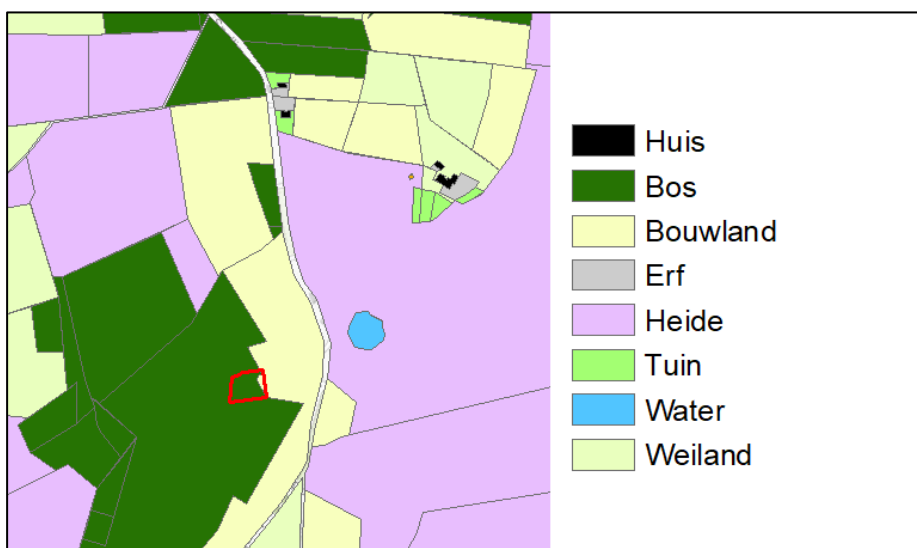 Huis
Bos
Bouwland
Erf
Heide
Tuin
Water
Weiland